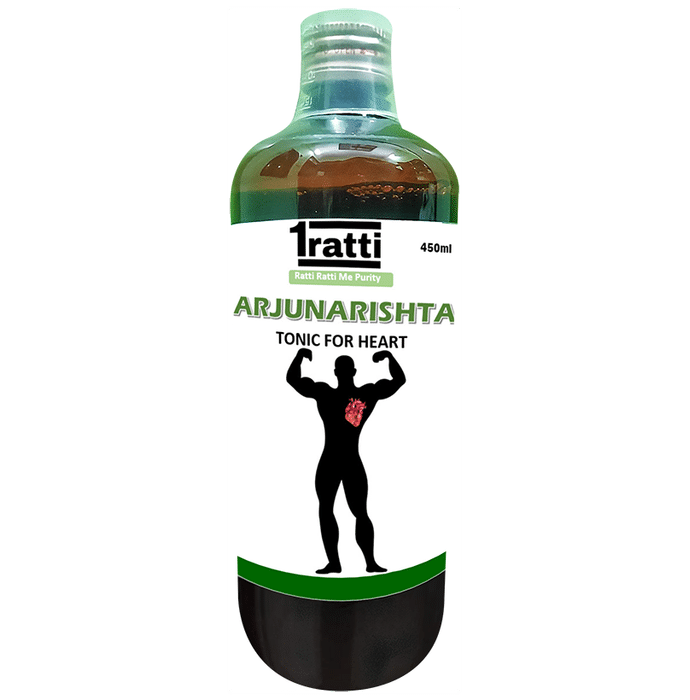 1ratti
450ml
Ratti Ratti Me Purity
ARJUNARISHTA
TONIC FOR HEART